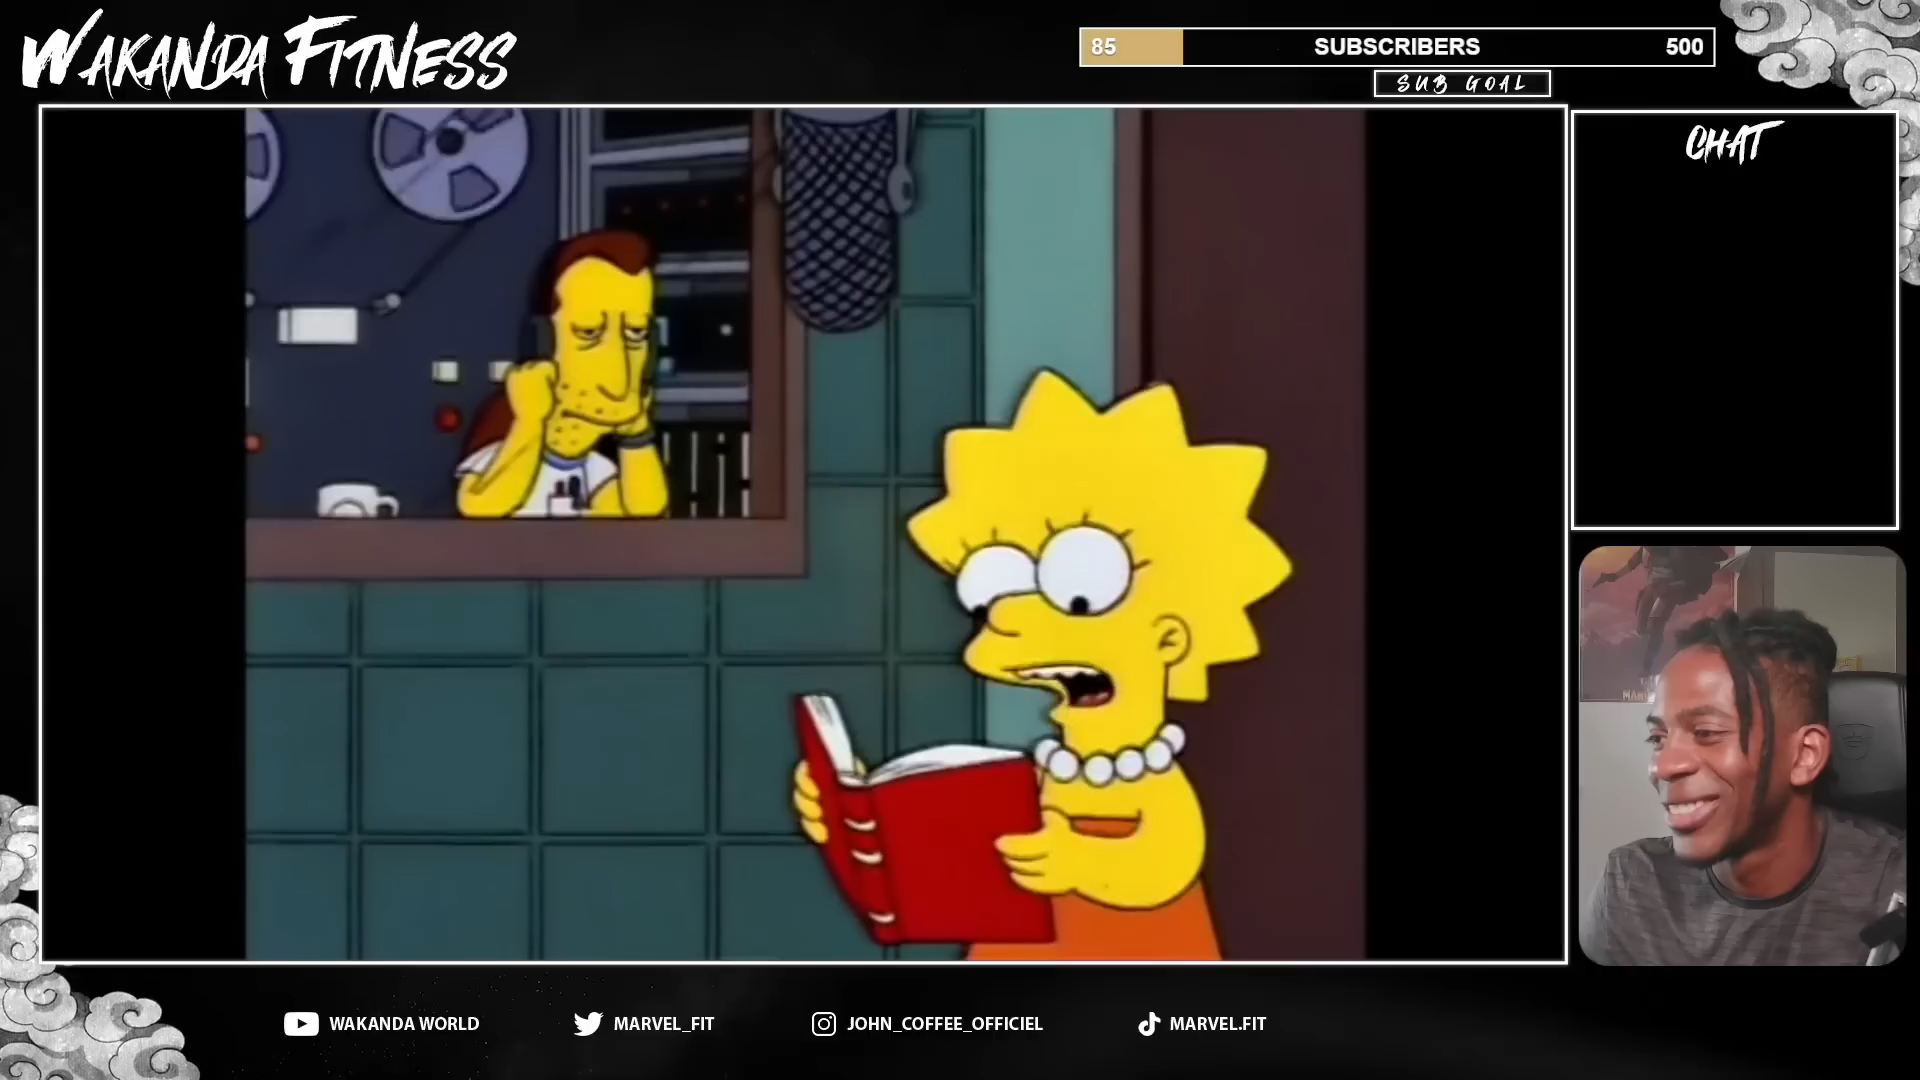 WAKANDA FITNESS
85 SUBSCRIBERS 500
SUB GOAL
CHAT
WAKANDA WORLD
MARVEL_FIT
JOHN_COFFEE_OFFICIEL
MARVEL.FIT